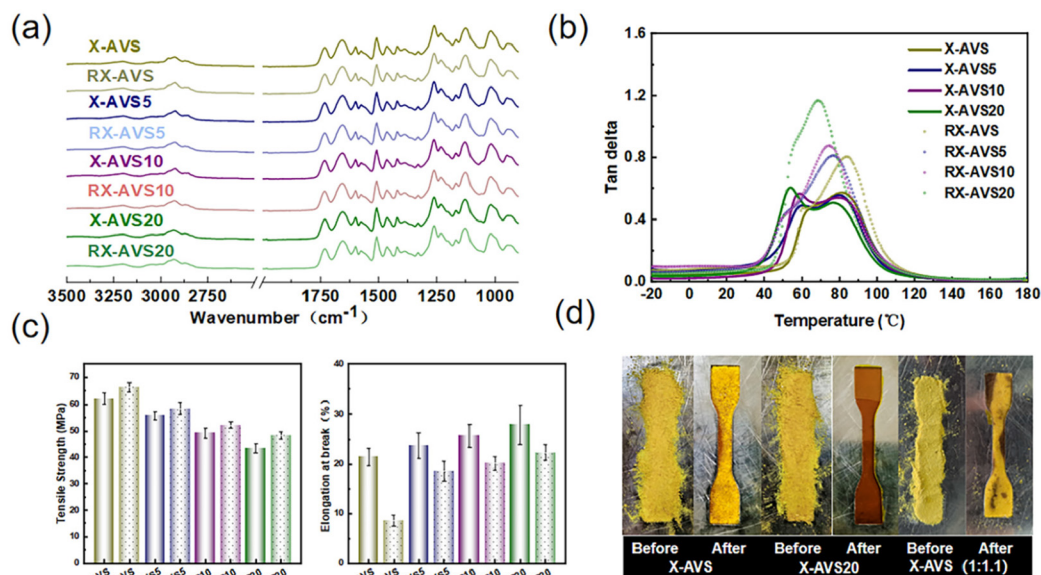 (a)
X-AVS
RX-AVS
X-AVS5
RX-AVS5
X-AVS10
RX-AVS10
X-AVS20
RX-AVS20
3500 3000 2750 1750 1500 1250 1000
Wavenumber (cm⁻¹)
(b)
1.6
1.2
0.8
0.4
0.0
Tan delta
X-AVS
X-AVS5
X-AVS10
X-AVS20
RX-AVS
RX-AVS5
RX-AVS10
RX-AVS20
-20 0 20 40 60 80 100 120 140 160 180
Temperature (℃)
(c)
Tensile Strength (MPa)
70
60
50
40
30
20
10
0
Elongation at break (%)
40
30
20
10
0
(d)
Before After Before After Before After
X-AVS X-AVS20 X-AVS (1:1.1)